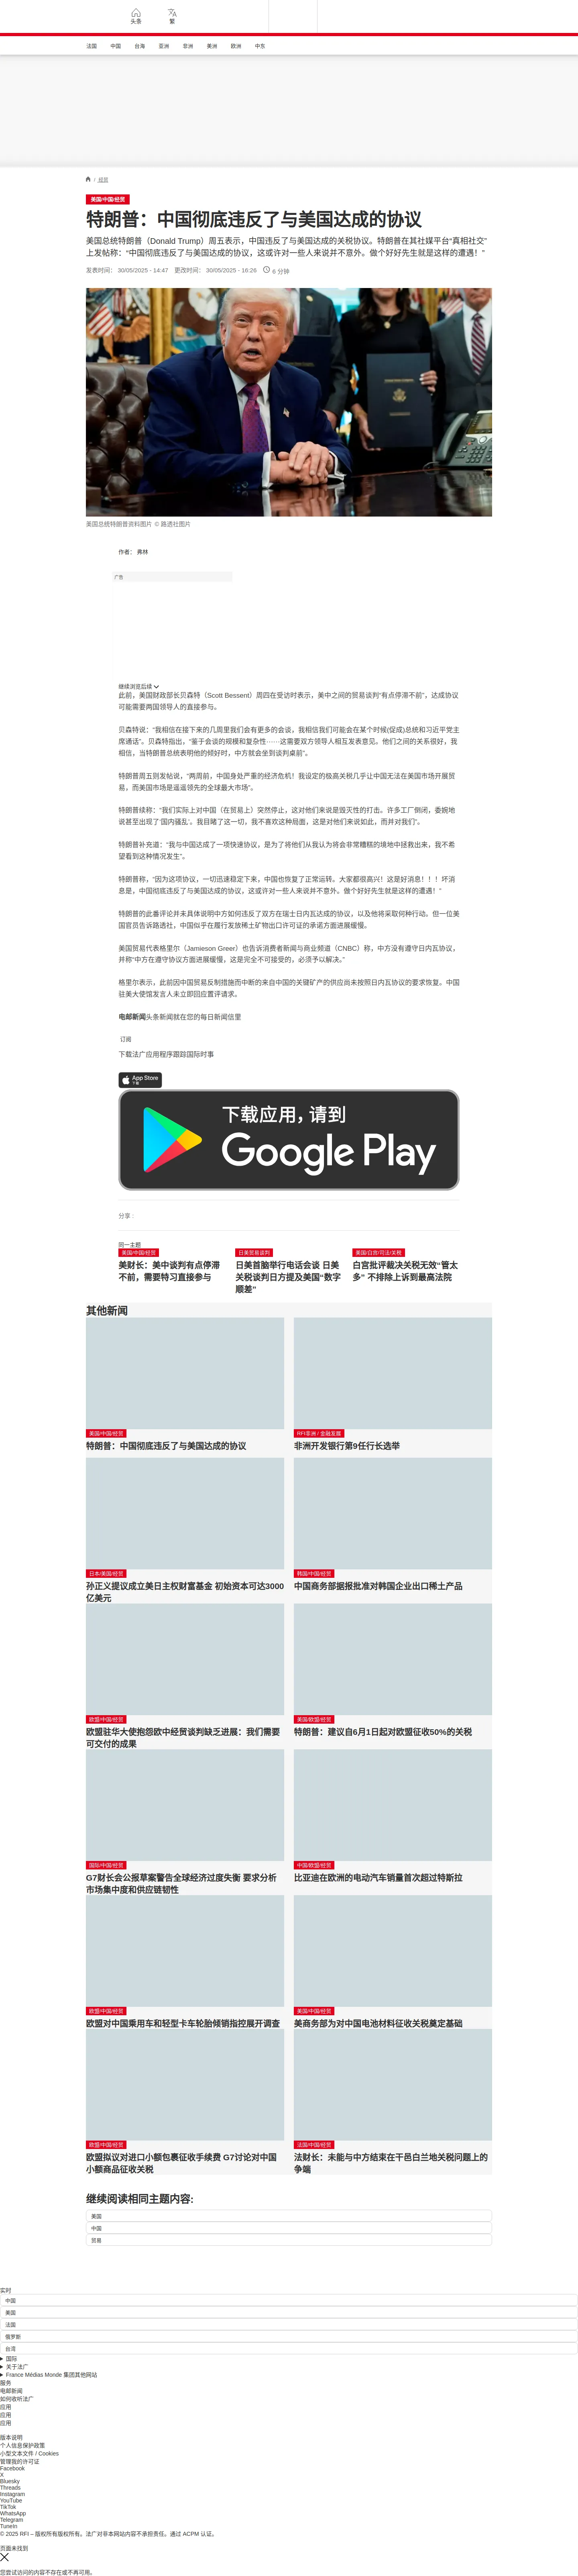 头条
繁
法国 中国 台海 亚洲 非洲 美洲 欧洲 中东
/ 经贸
美国/中国/经贸
特朗普：中国彻底违反了与美国达成的协议
美国总统特朗普（Donald Trump）周五表示，中国违反了与美国达成的关税协议。特朗普在其社媒平台“真相社交”
上发帖称：“中国彻底违反了与美国达成的协议，这或许对一些人来说并不意外。做个好好先生就是这样的遭遇！”
发表时间： 30/05/2025 - 14:47 更改时间： 30/05/2025 - 16:26 6 分钟
美国总统特朗普资料图片 © 路透社图片
作者： 弗林
广告
继续浏览后续
此前，美国财政部长贝森特（Scott Bessent）周四在受访时表示，美中之间的贸易谈判“有点停滞不前”，达成协议
可能需要两国领导人的直接参与。
贝森特说：“我相信在接下来的几周里我们会有更多的会谈，我相信我们可能会在某个时候(促成)总统和习近平党主
席通话”。贝森特指出，“鉴于会谈的规模和复杂性……这需要双方领导人相互发表意见。他们之间的关系很好，我
相信，当特朗普总统表明他的倾好时，中方就会坐到谈判桌前”。
特朗普周五则发帖说，“两周前，中国身处严重的经济危机！我设定的极高关税几乎让中国无法在美国市场开展贸
易，而美国市场是遥遥领先的全球最大市场”。
特朗普续称：“我们实际上对中国（在贸易上）突然停止，这对他们来说是毁灭性的打击。许多工厂倒闭，委婉地
说甚至出现了‘国内骚乱’。我目睹了这一切，我不喜欢这种局面，这是对他们来说如此，而并对我们”。
特朗普补充道：“我与中国达成了一项快速协议，是为了将他们从我认为将会非常糟糕的境地中拯救出来，我不希
望看到这种情况发生”。
特朗普称，“因为这项协议，一切迅速稳定下来，中国也恢复了正常运转。大家都很高兴！这是好消息！！！坏消
息是，中国彻底违反了与美国达成的协议，这或许对一些人来说并不意外。做个好好先生就是这样的遭遇！”
特朗普的此番评论并未具体说明中方如何违反了双方在瑞士日内瓦达成的协议，以及他将采取何种行动。但一位美
国官员告诉路透社，中国似乎在履行发放稀土矿物出口许可证的承诺方面进展缓慢。
美国贸易代表格里尔（Jamieson Greer）也告诉消费者新闻与商业频道（CNBC）称，中方没有遵守日内瓦协议，
并称“中方在遵守协议方面进展缓慢，这是完全不可接受的，必须予以解决。”
格里尔表示，此前因中国贸易反制措施而中断的来自中国的关键矿产的供应尚未按照日内瓦协议的要求恢复。中国
驻美大使馆发言人未立即回应置评请求。
电邮新闻头条新闻就在您的每日新闻信里
订阅
下载法广应用程序跟踪国际时事
App Store
下载
下载应用，请到
Google Play
分享 :
同一主题
美国/中国/经贸
美财长：美中谈判有点停滞
不前，需要特习直接参与
日美贸易谈判
日美首脑举行电话会谈 日美
关税谈判日方提及美国“数字
顺差”
美国/白宫/司法/关税
白宫批评裁决关税无效“管太
多” 不排除上诉到最高法院
其他新闻
美国/中国/经贸
特朗普：中国彻底违反了与美国达成的协议
RFI非洲 / 金融发展
非洲开发银行第9任行长选举
日本/美国/经贸
孙正义提议成立美日主权财富基金 初始资本可达3000
亿美元
韩国/中国/经贸
中国商务部据报批准对韩国企业出口稀土产品
欧盟/中国/经贸
欧盟驻华大使抱怨欧中经贸谈判缺乏进展：我们需要
可交付的成果
美国/欧盟/经贸
特朗普：建议自6月1日起对欧盟征收50%的关税
国际/中国/经贸
G7财长会公报草案警告全球经济过度失衡 要求分析
市场集中度和供应链韧性
中国/欧盟/经贸
比亚迪在欧洲的电动汽车销量首次超过特斯拉
欧盟/中国/经贸
欧盟对中国乘用车和轻型卡车轮胎倾销指控展开调查
美国/中国/经贸
美商务部为对中国电池材料征收关税奠定基础
欧盟/中国/经贸
欧盟拟议对进口小额包裹征收手续费 G7讨论对中国
小额商品征收关税
法国/中国/经贸
法财长：未能与中方结束在干邑白兰地关税问题上的
争端
继续阅读相同主题内容:
美国
中国
贸易
实时
中国
美国
法国
俄罗斯
台湾
国际
关于法广
France Médias Monde 集团其他网站
服务
电邮新闻
如何收听法广
应用
应用
应用
版本说明
个人信息保护政策
小型文本文件 / Cookies
管理我的许可证
Facebook
X
Bluesky
Threads
Instagram
YouTube
TikTok
WhatsApp
Telegram
TuneIn
© 2025 RFI – 版权所有版权所有。法广对非本网站内容不承担责任。通过 ACPM 认证。
页面未找到
您尝试访问的内容不存在或不再可用。